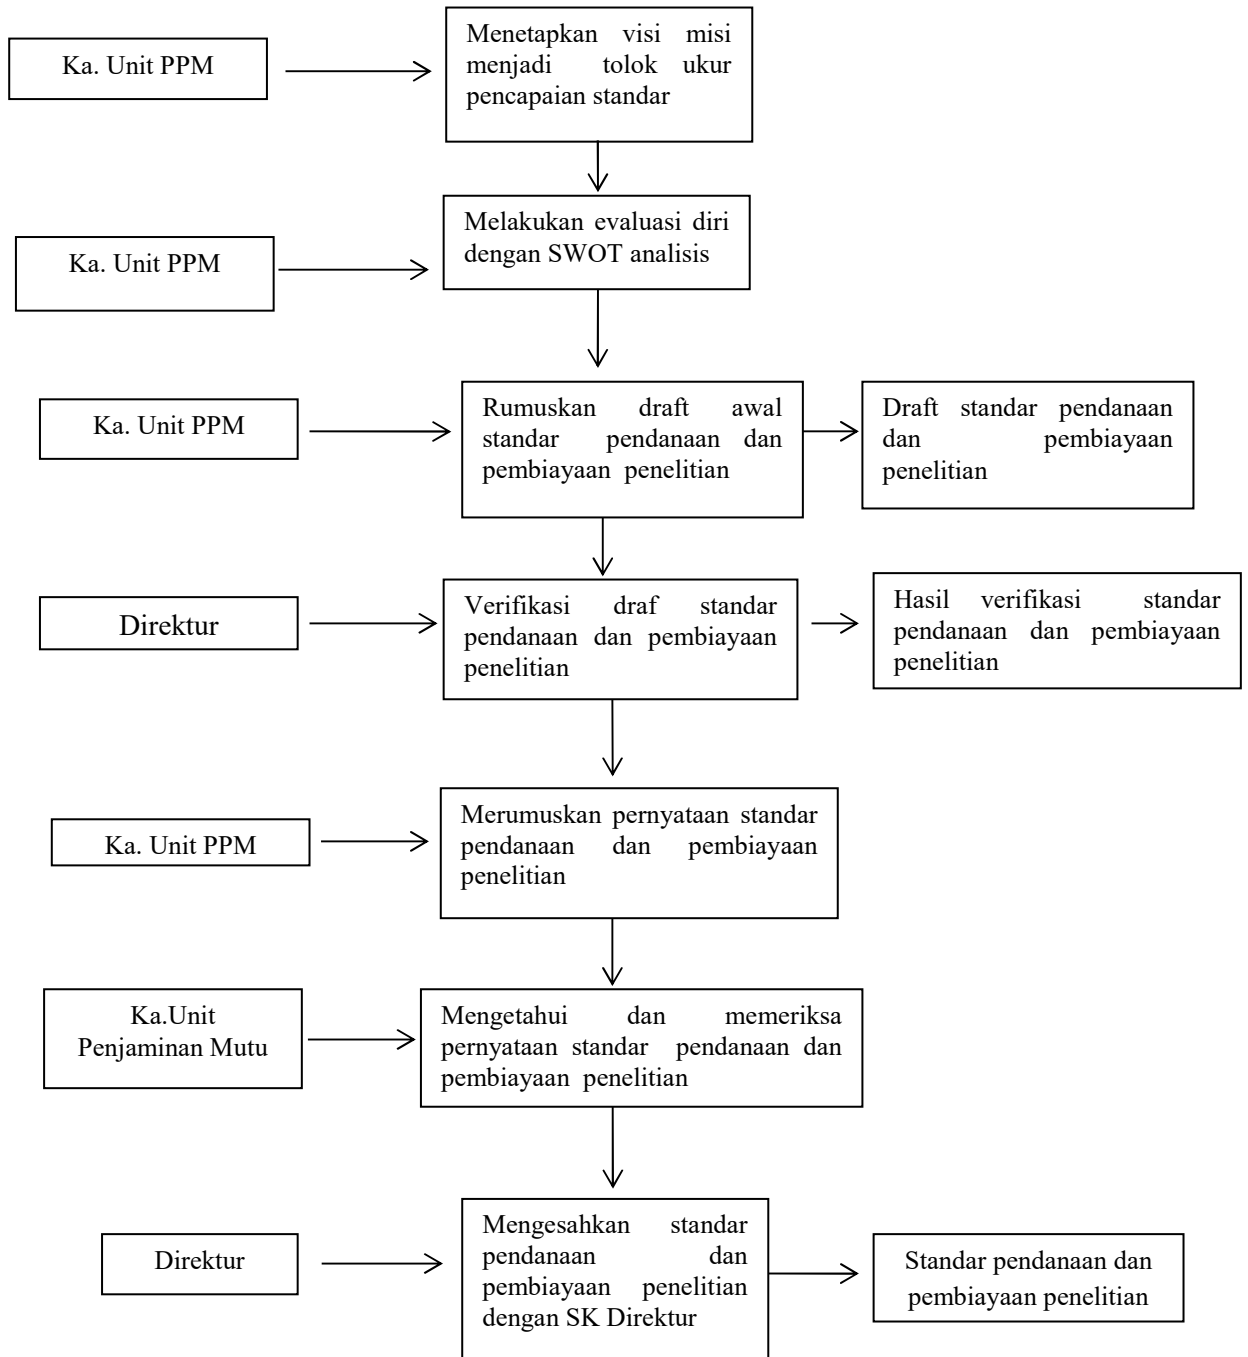 Ka. Unit PPM
Menetapkan visi misi
menjadi tolok ukur
pencapaian standar
Ka. Unit PPM
Melakukan evaluasi diri
dengan SWOT analisis
Ka. Unit PPM
Rumuskan draft awal
standar pendanaan dan
pembiayaan penelitian
Draft standar pendanaan
dan pembiayaan
penelitian
Direktur
Verifikasi draf standar
pendanaan dan pembiayaan
penelitian
Hasil verifikasi standar
pendanaan dan pembiayaan
penelitian
Ka. Unit PPM
Merumuskan pernyataan standar
pendanaan dan pembiayaan
penelitian
Ka.Unit
Penjaminan Mutu
Mengetahui dan memeriksa
pernyataan standar pendanaan dan
pembiayaan penelitian
Direktur
Mengesahkan standar
pendanaan dan
pembiayaan penelitian
dengan SK Direktur
Standar pendanaan dan
pembiayaan penelitian